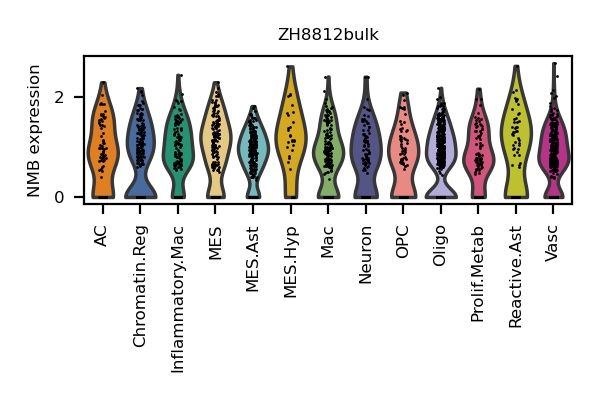 ZH8812bulk
NMB expression
2
0
AC
Chromatin.Reg
Inflammatory.Mac
MES
MES.Ast
MES.Hyp
Mac
Neuron
OPC
Oligo
Prolif.Metab
Reactive.Ast
Vasc